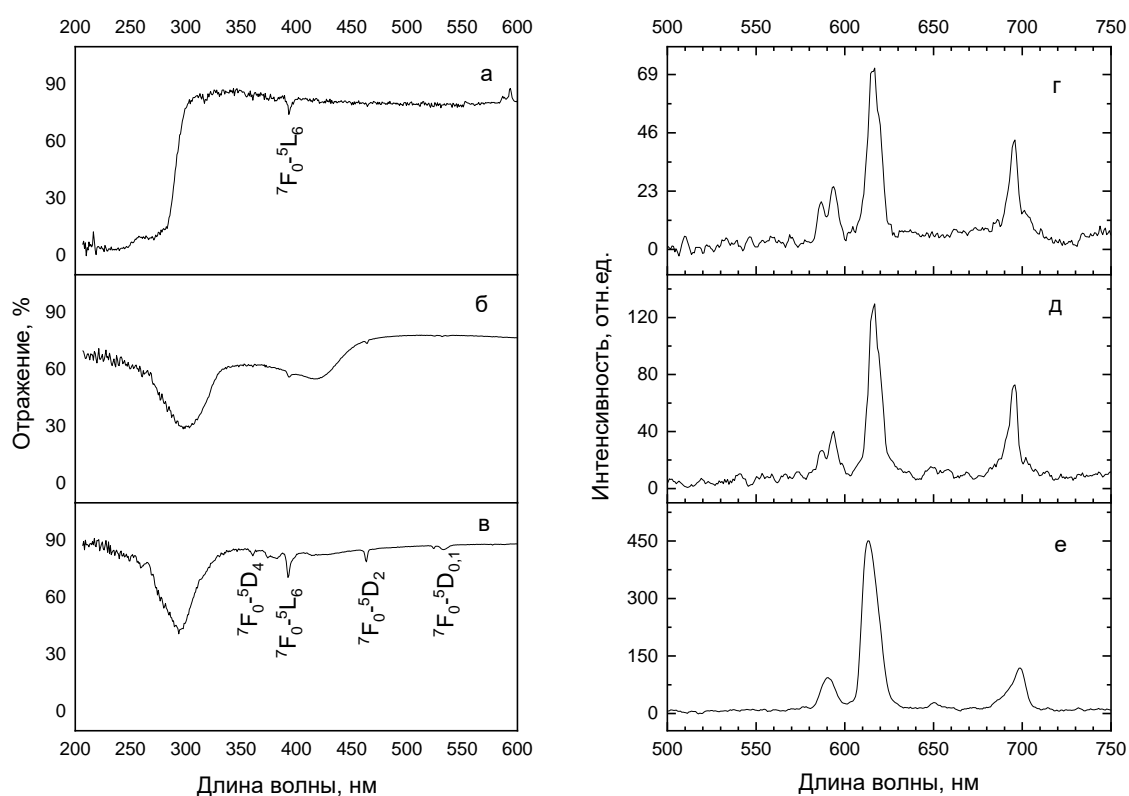 200 250 300 350 400 450 500 550 600
90
60
30
0
а
⁷F₀-⁵L₆
90
60
30
0
б
90
60
30
0
в
⁷F₀-⁵D₄
⁷F₀-⁵L₆
⁷F₀-⁵D₂
⁷F₀-⁵D₀,₁
200 250 300 350 400 450 500 550 600
Отражение, %
Длина волны, нм
500 550 600 650 700 750
69
46
23
0
г
120
80
40
0
д
450
300
150
0
е
500 550 600 650 700 750
Интенсивность, отн.ед.
Длина волны, нм